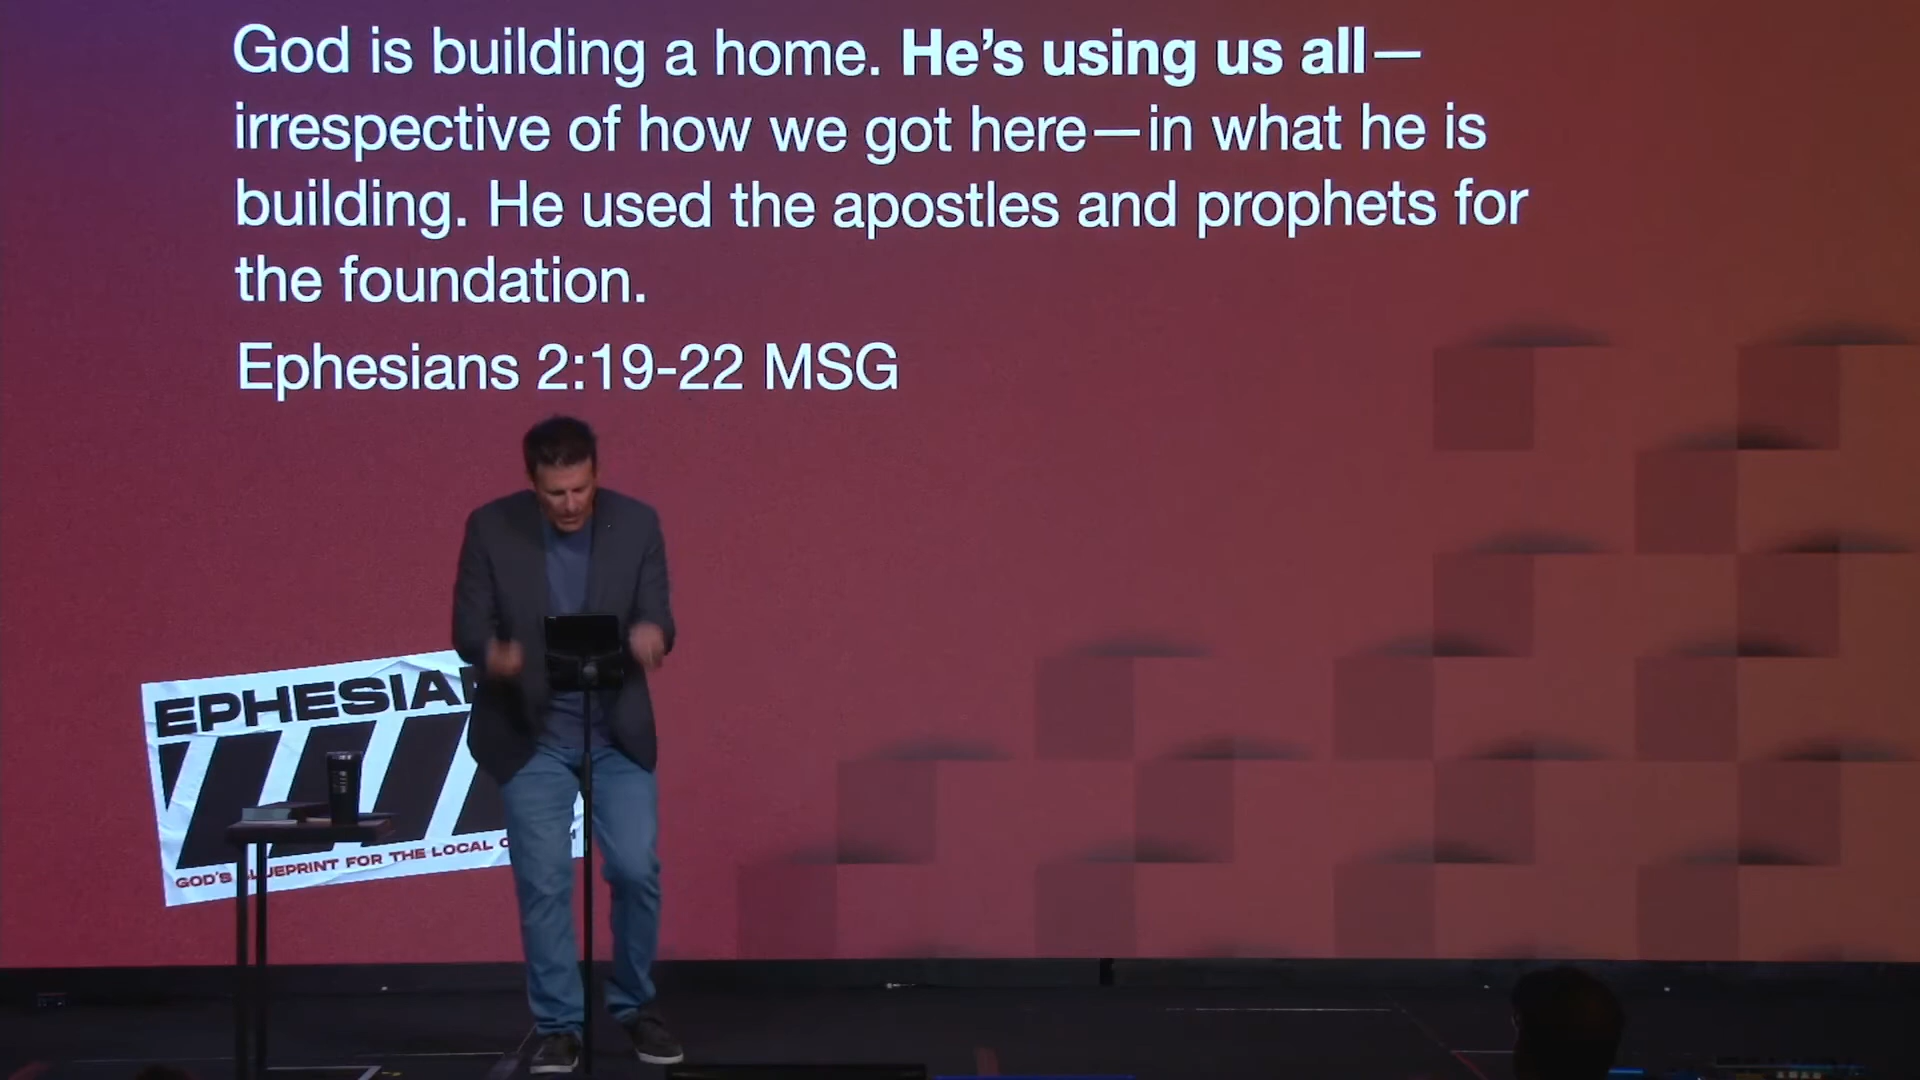 God is building a home. He's using us all—
irrespective of how we got here—in what he is
building. He used the apostles and prophets for
the foundation.
Ephesians 2:19-22 MSG
EPHESIA
GOD'S BLUEPRINT FOR THE LOCAL